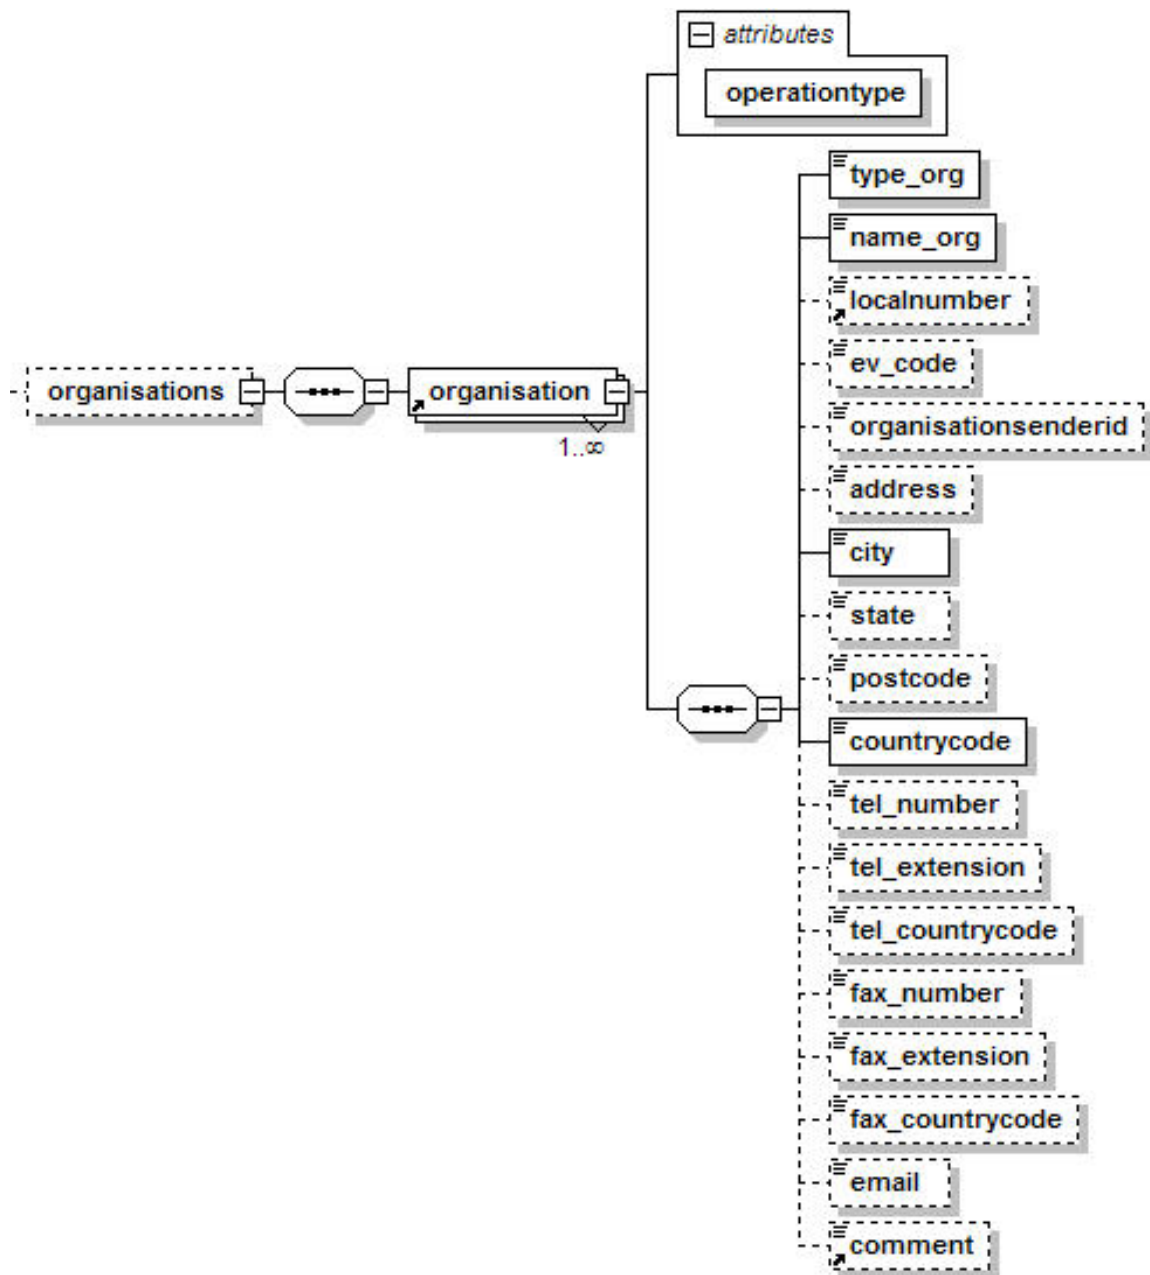 attributes
operationtype
type_org
name_org
localnumber
ev_code
organisations
organisation
1..∞
organisationsenderid
address
city
state
postcode
countrycode
tel_number
tel_extension
tel_countrycode
fax_number
fax_extension
fax_countrycode
email
comment